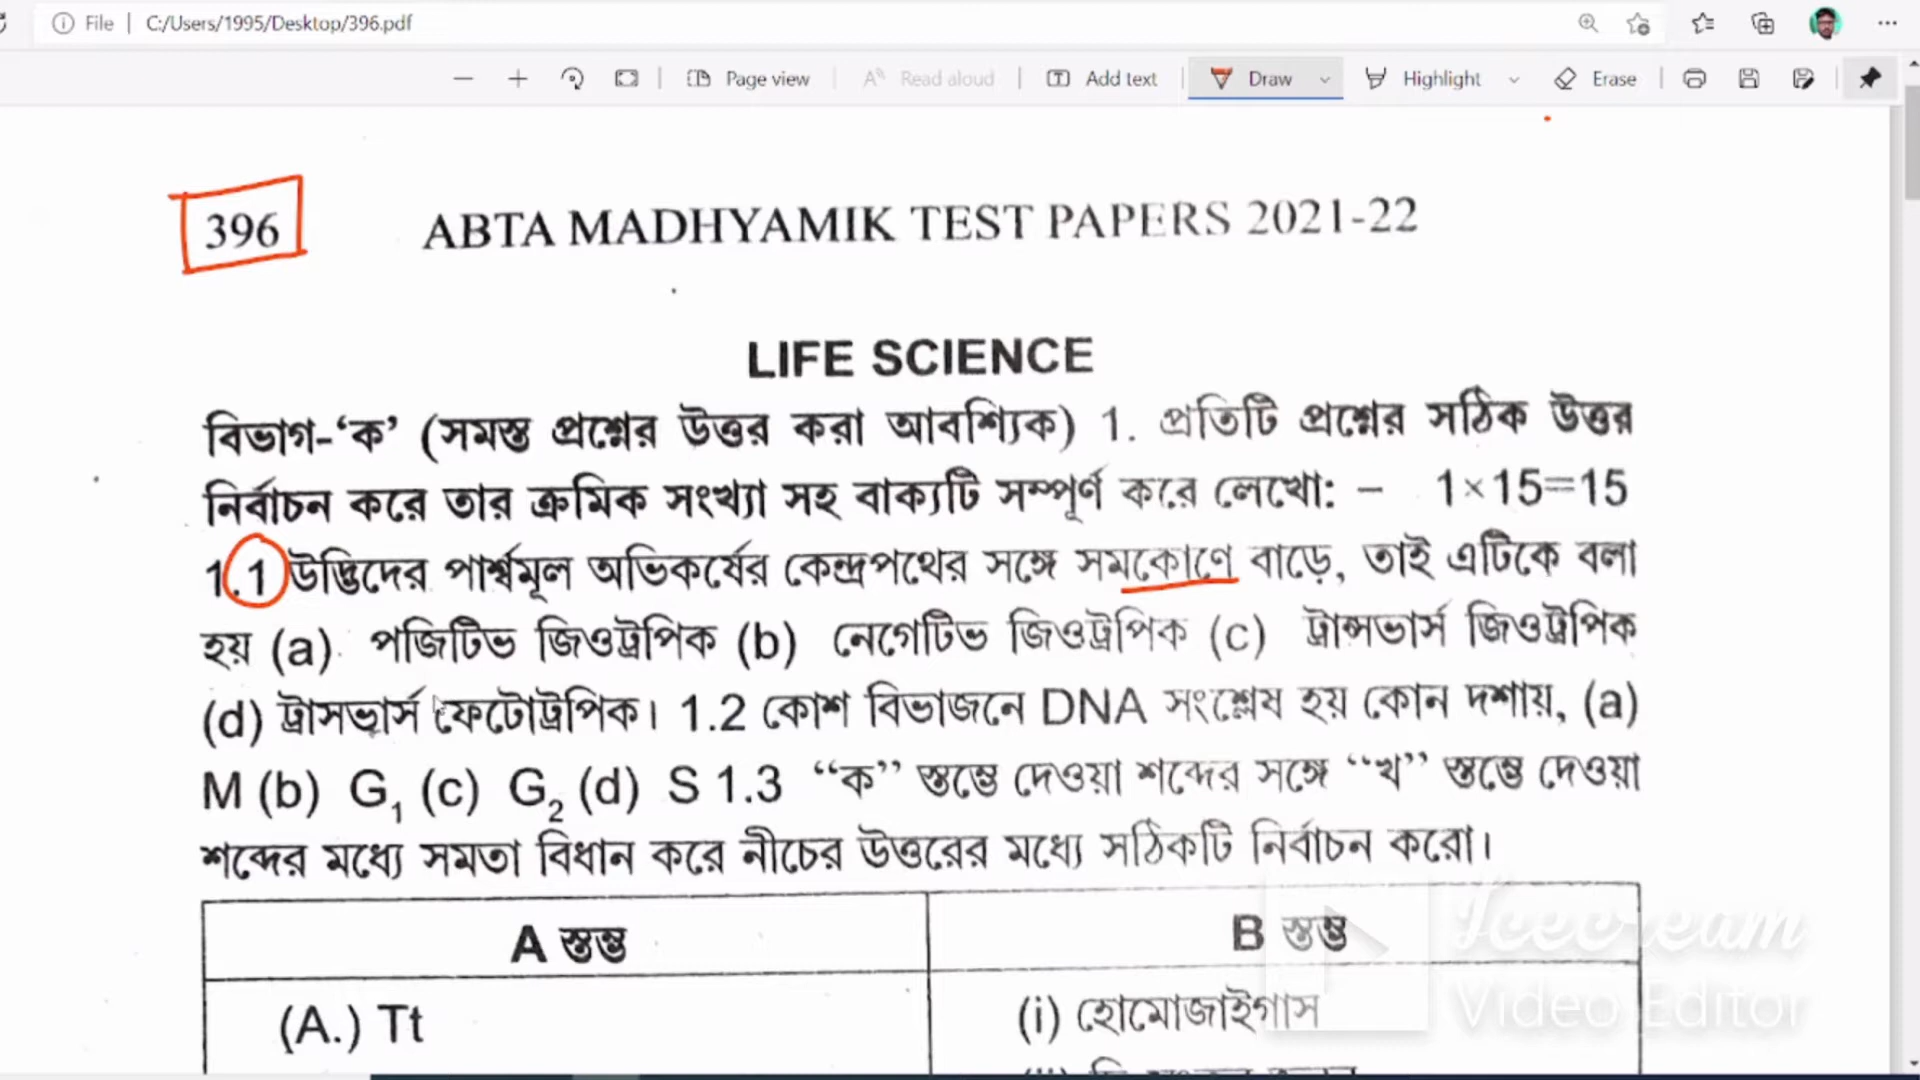 File | C:/Users/1995/Desktop/396.pdf
Page view Read aloud Add text Draw Highlight Erase
396 ABTA MADHYAMIK TEST PAPERS 2021-22
LIFE SCIENCE
বিভাগ-‘ক’ (সমস্ত প্রশ্নের উত্তর করা আবশ্যিক) 1. প্রতিটি প্রশ্নের সঠিক উত্তর
নির্বাচন করে তার ক্রমিক সংখ্যা সহ বাক্যটি সম্পূর্ণ করে লেখো: – 1×15=15
1.1 উদ্ভিদের পার্শ্বমূল অভিকর্ষের কেন্দ্রপথের সঙ্গে সমকোণে বাড়ে, তাই এটিকে বলা
হয় (a) পজিটিভ জিওট্রপিক (b) নেগেটিভ জিওট্রপিক (c) ট্রান্সভার্স জিওট্রপিক
(d) ট্রাসভার্স ফেটোট্রপিক। 1.2 কোশ বিভাজনে DNA সংশ্লেষ হয় কোন দশায়, (a)
M (b) G₁ (c) G₂ (d) S 1.3 “ক” স্তম্ভে দেওয়া শব্দের সঙ্গে “খ” স্তম্ভে দেওয়া
শব্দের মধ্যে সমতা বিধান করে নীচের উত্তরের মধ্যে সঠিকটি নির্বাচন করো।
A স্তম্ভ B স্তম্ভ
(A.) Tt (i) হোমোজাইগাস
Icecream
Video Editor